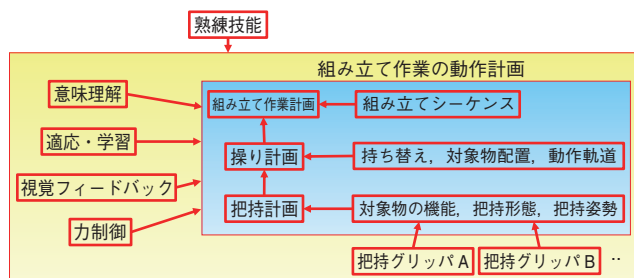 熟練技能
組み立て作業の動作計画
意味理解
組み立て作業計画
組み立てシーケンス
適応・学習
操り計画
持ち替え，対象物配置，動作軌道
視覚フィードバック
把持計画
対象物の機能，把持形態，把持姿勢
力制御
把持グリッパA
把持グリッパB
‥